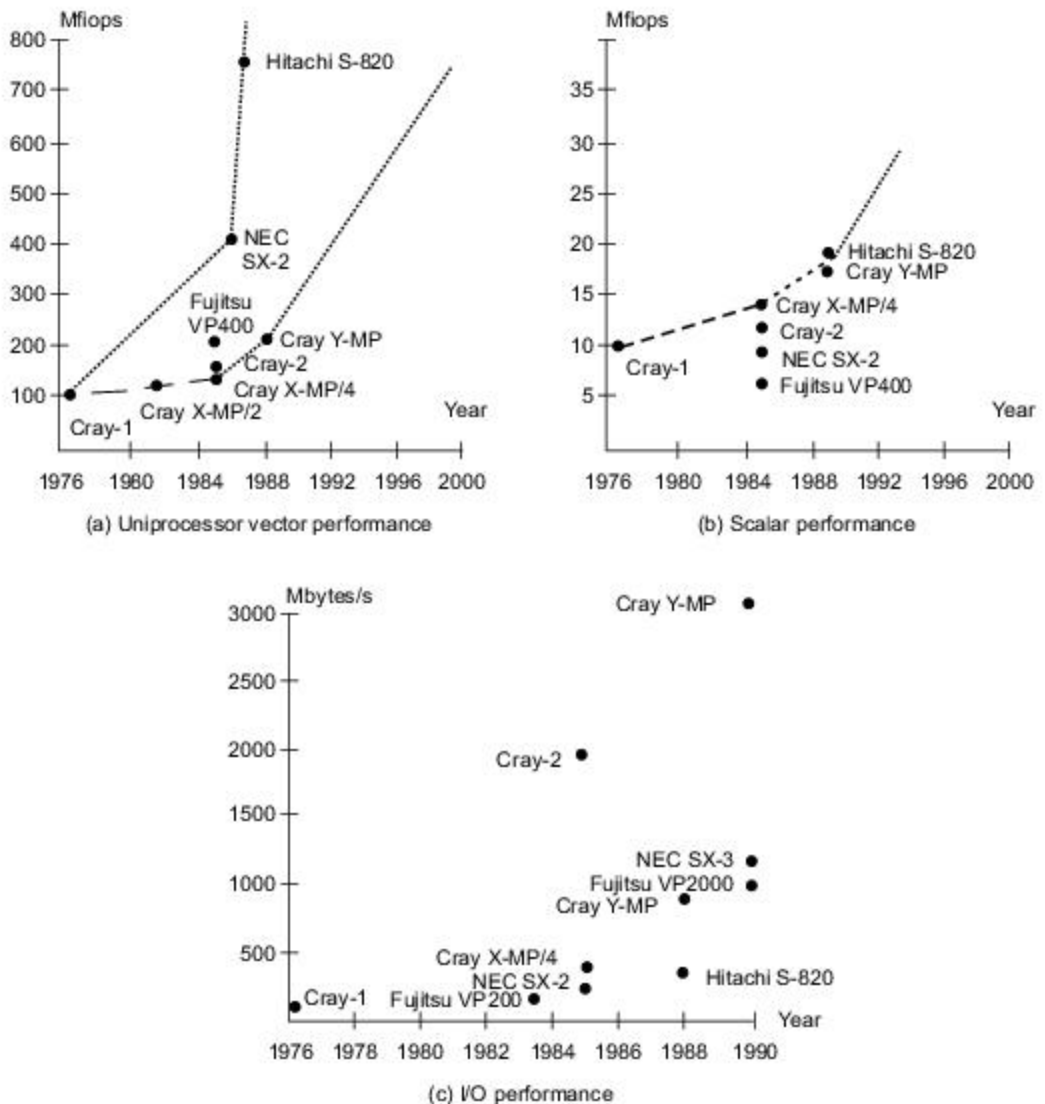 Mfiops
800
700
600
500
400
300
200
100
Hitachi S-820
NEC
SX-2
Fujitsu
VP400
Cray Y-MP
Cray-2
Cray X-MP/4
Cray X-MP/2
Cray-1
Year
1976 1980 1984 1988 1992 1996 2000
(a) Uniprocessor vector performance
Mfiops
35
30
25
20
15
10
5
Hitachi S-820
Cray Y-MP
Cray X-MP/4
Cray-2
NEC SX-2
Fujitsu VP400
Cray-1
Year
1976 1980 1984 1988 1992 1996 2000
(b) Scalar performance
Mbytes/s
3000
2500
2000
1500
1000
500
Cray Y-MP
Cray-2
NEC SX-3
Fujitsu VP2000
Cray Y-MP
Cray X-MP/4
NEC SX-2
Hitachi S-820
Cray-1
Fujitsu VP200
Year
1976 1978 1980 1982 1984 1986 1988 1990
(c) I/O performance